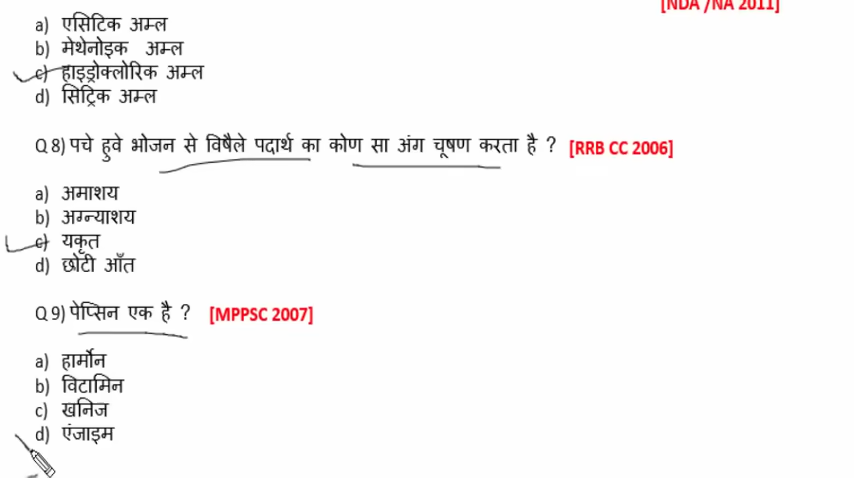 [NDA /NA 2011]
a) एसिटिक अम्ल
b) मेथेनोइक अम्ल
c) हाइड्रोक्लोरिक अम्ल
d) सिट्रिक अम्ल
Q 8) पचे हुवे भोजन से विषैले पदार्थ का कोण सा अंग चूषण करता है ? [RRB CC 2006]
a) अमाशय
b) अग्न्याशय
c) यकृत
d) छोटी आँत
Q 9) पेप्सिन एक है ? [MPPSC 2007]
a) हार्मोन
b) विटामिन
c) खनिज
d) एंजाइम